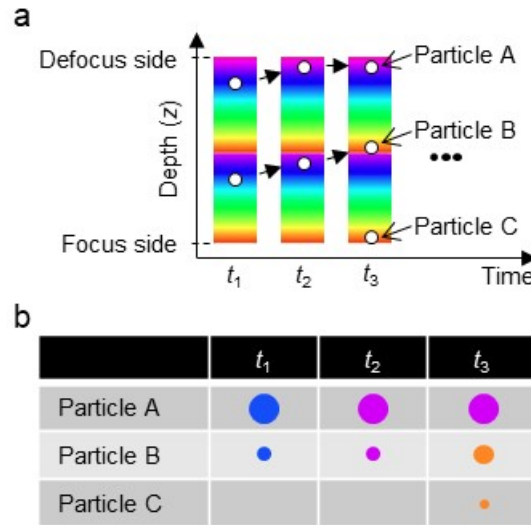 a
Defocus side
Particle A
Depth (z)
Particle B
•••
Particle C
Focus side
t1 t2 t3 Time
b
t1 t2 t3
Particle A
Particle B
Particle C